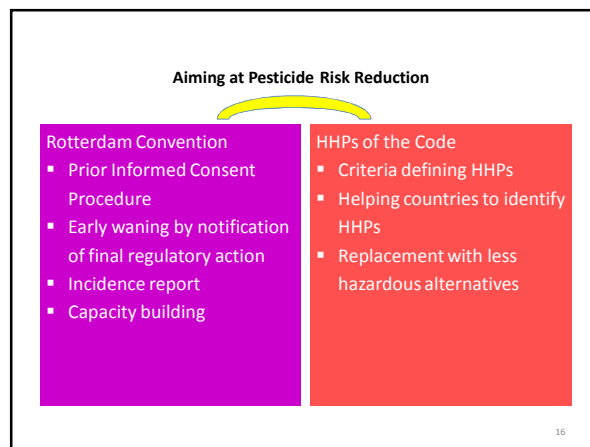 Aiming at Pesticide Risk Reduction
Rotterdam Convention
▪ Prior Informed Consent
Procedure
▪ Early waning by notification
of final regulatory action
▪ Incidence report
▪ Capacity building
HHPs of the Code
▪ Criteria defining HHPs
▪ Helping countries to identify
HHPs
▪ Replacement with less
hazardous alternatives
16